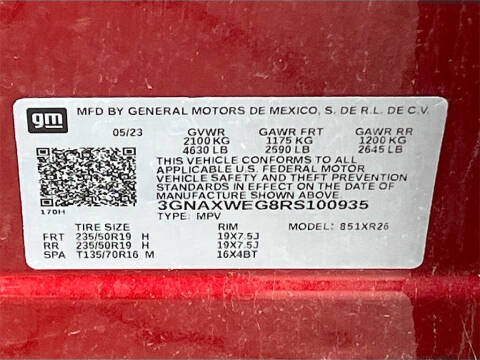 gm
MFD BY GENERAL MOTORS DE MEXICO, S. DE R.L. DE C.V.
05/23 GVWR GAWR FRT GAWR RR
2100 KG 1175 KG 1200 KG
4630 LB 2590 LB 2645 LB
THIS VEHICLE CONFORMS TO ALL
APPLICABLE U.S. FEDERAL MOTOR
VEHICLE SAFETY AND THEFT PREVENTION
STANDARDS IN EFFECT ON THE DATE OF
MANUFACTURE SHOWN ABOVE.
170H 3GNAXWEG8RS100935
TYPE: MPV
TIRE SIZE RIM MODEL: 851XR26
FRT 235/50R19 H 19X7.5J
RR 235/50R19 H 19X7.5J
SPA T135/70R16 M 16X4BT